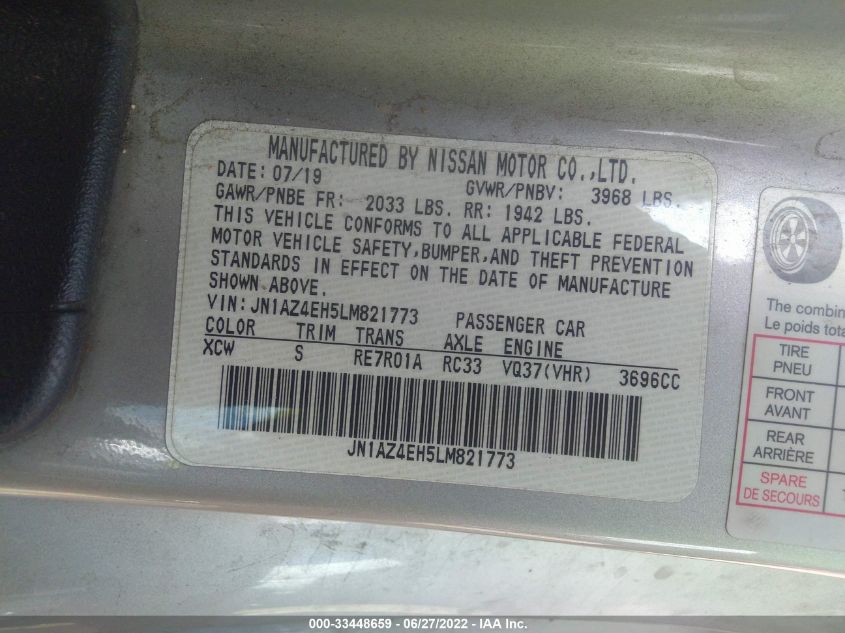 MANUFACTURED BY NISSAN MOTOR CO.,LTD.
DATE: 07/19 GVWR/PNBV: 3968 LBS.
GAWR/PNBE FR: 2033 LBS. RR: 1942 LBS.
THIS VEHICLE CONFORMS TO ALL APPLICABLE FEDERAL
MOTOR VEHICLE SAFETY,BUMPER,AND THEFT PREVENTION
STANDARDS IN EFFECT ON THE DATE OF MANUFACTURE
SHOWN ABOVE.
VIN: JN1AZ4EH5LM821773 PASSENGER CAR
COLOR TRIM TRANS AXLE ENGINE
XCW S RE7R01A RC33 VQ37(VHR) 3696CC
JN1AZ4EH5LM821773
The combin
Le poids tota
TIRE
PNEU
FRONT
AVANT
REAR
ARRIÈRE
SPARE
DE SECOURS
000-33448659 - 06/27/2022 - IAA Inc.